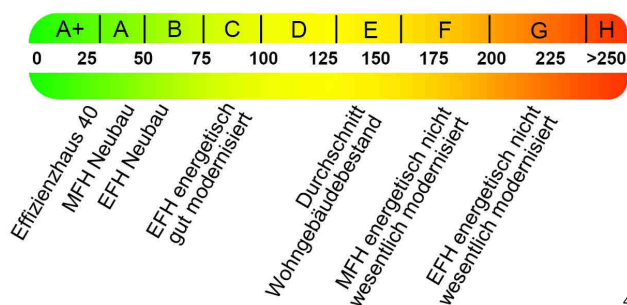 A+ A B C D E F G H
0 25 50 75 100 125 150 175 200 225 >250
Effizienzhaus 40
MFH Neubau
EFH Neubau
EFH energetisch
gut modernisiert
Durchschnitt
Wohngebäudebestand
MFH energetisch nicht
wesentlich modernisiert
EFH energetisch nicht
wesentlich modernisiert